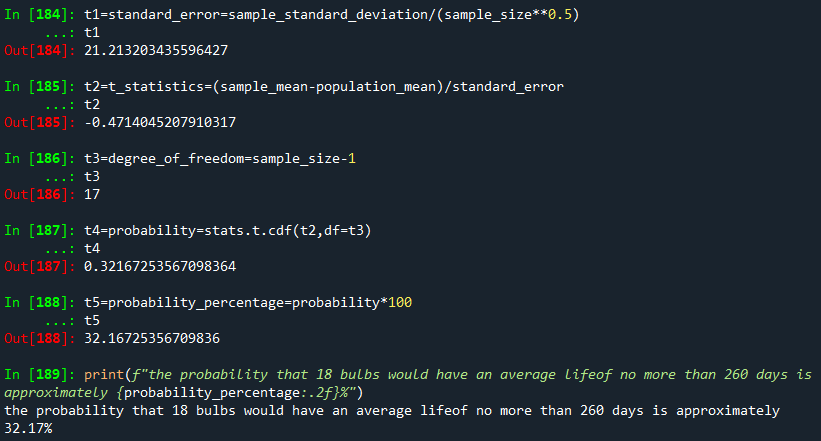 In [184]: t1=standard_error=sample_standard_deviation/(sample_size**0.5)
...: t1
Out[184]: 21.213203435596427
In [185]: t2=t_statistics=(sample_mean-population_mean)/standard_error
...: t2
Out[185]: -0.4714045207910317
In [186]: t3=degree_of_freedom=sample_size-1
...: t3
Out[186]: 17
In [187]: t4=probability=stats.t.cdf(t2,df=t3)
...: t4
Out[187]: 0.32167253567098364
In [188]: t5=probability_percentage=probability*100
...: t5
Out[188]: 32.16725356709836
In [189]: print(f"the probability that 18 bulbs would have an average lifeof no more than 260 days is
approximately {probability_percentage:.2f}%")
the probability that 18 bulbs would have an average lifeof no more than 260 days is approximately
32.17%